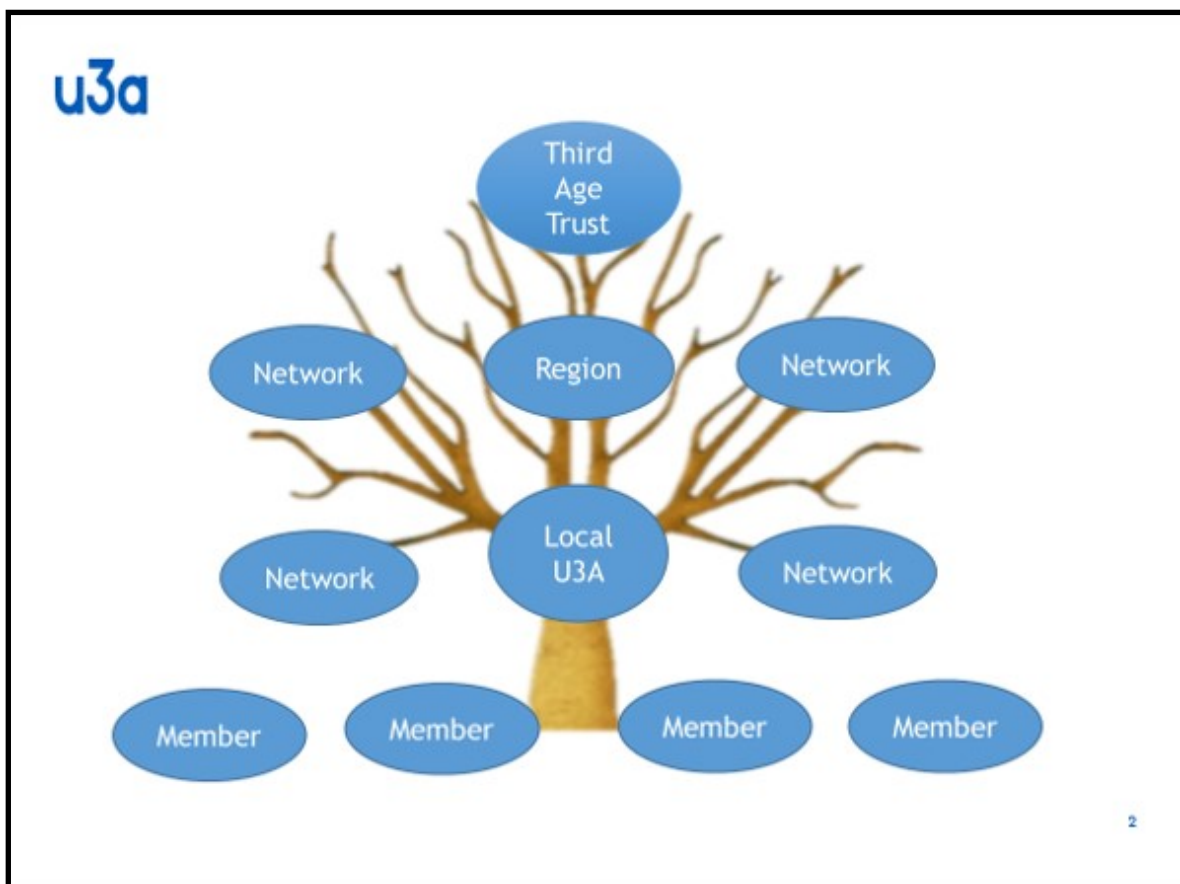 u3a
Third
Age
Trust
Network
Region
Network
Network
Local
U3A
Network
Member
Member
Member
Member
2